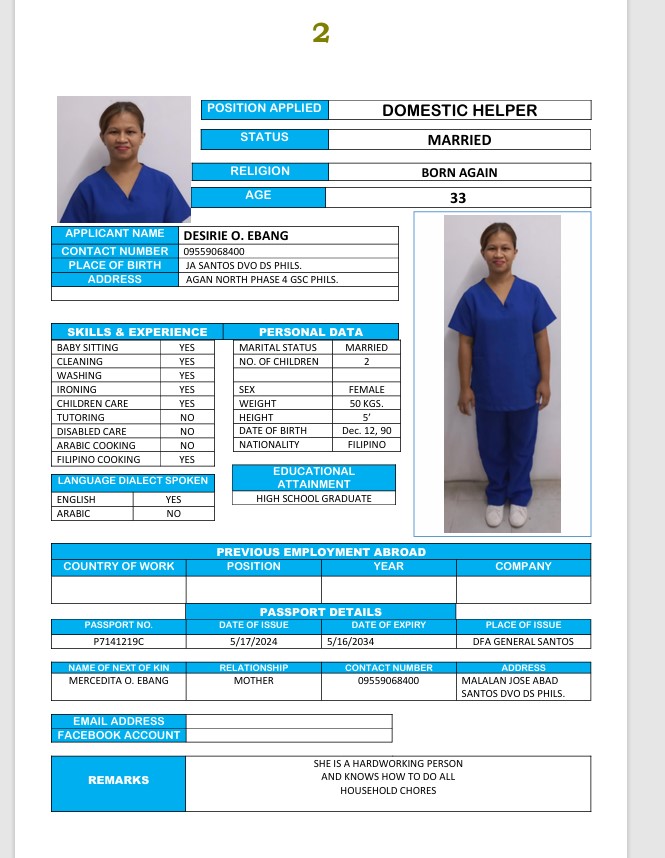 2
POSITION APPLIED DOMESTIC HELPER
STATUS MARRIED
RELIGION BORN AGAIN
AGE 33
APPLICANT NAME DESIRIE O. EBANG
CONTACT NUMBER 09559068400
PLACE OF BIRTH JA SANTOS DVO DS PHILS.
ADDRESS AGAN NORTH PHASE 4 GSC PHILS.
SKILLS & EXPERIENCE
BABY SITTING YES
CLEANING YES
WASHING YES
IRONING YES
CHILDREN CARE YES
TUTORING NO
DISABLED CARE NO
ARABIC COOKING NO
FILIPINO COOKING YES
LANGUAGE DIALECT SPOKEN
ENGLISH YES
ARABIC NO
PERSONAL DATA
MARITAL STATUS MARRIED
NO. OF CHILDREN 2
SEX FEMALE
WEIGHT 50 KGS.
HEIGHT 5’
DATE OF BIRTH Dec. 12, 90
NATIONALITY FILIPINO
EDUCATIONAL
ATTAINMENT
HIGH SCHOOL GRADUATE
PREVIOUS EMPLOYMENT ABROAD
COUNTRY OF WORK POSITION YEAR COMPANY
PASSPORT DETAILS
PASSPORT NO. DATE OF ISSUE DATE OF EXPIRY PLACE OF ISSUE
P7141219C 5/17/2024 5/16/2034 DFA GENERAL SANTOS
NAME OF NEXT OF KIN RELATIONSHIP CONTACT NUMBER ADDRESS
MERCEDITA O. EBANG MOTHER 09559068400 MALALAN JOSE ABAD
SANTOS DVO DS PHILS.
EMAIL ADDRESS
FACEBOOK ACCOUNT
REMARKS
SHE IS A HARDWORKING PERSON
AND KNOWS HOW TO DO ALL
HOUSEHOLD CHORES